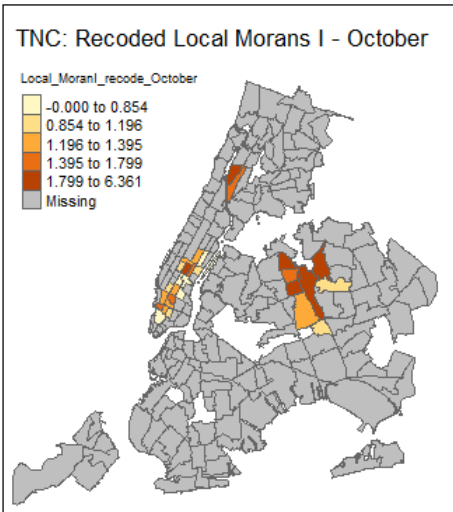 TNC: Recoded Local Morans I - October
Local_MoranI_recode_October
-0.000 to 0.854
0.854 to 1.196
1.196 to 1.395
1.395 to 1.799
1.799 to 6.361
Missing